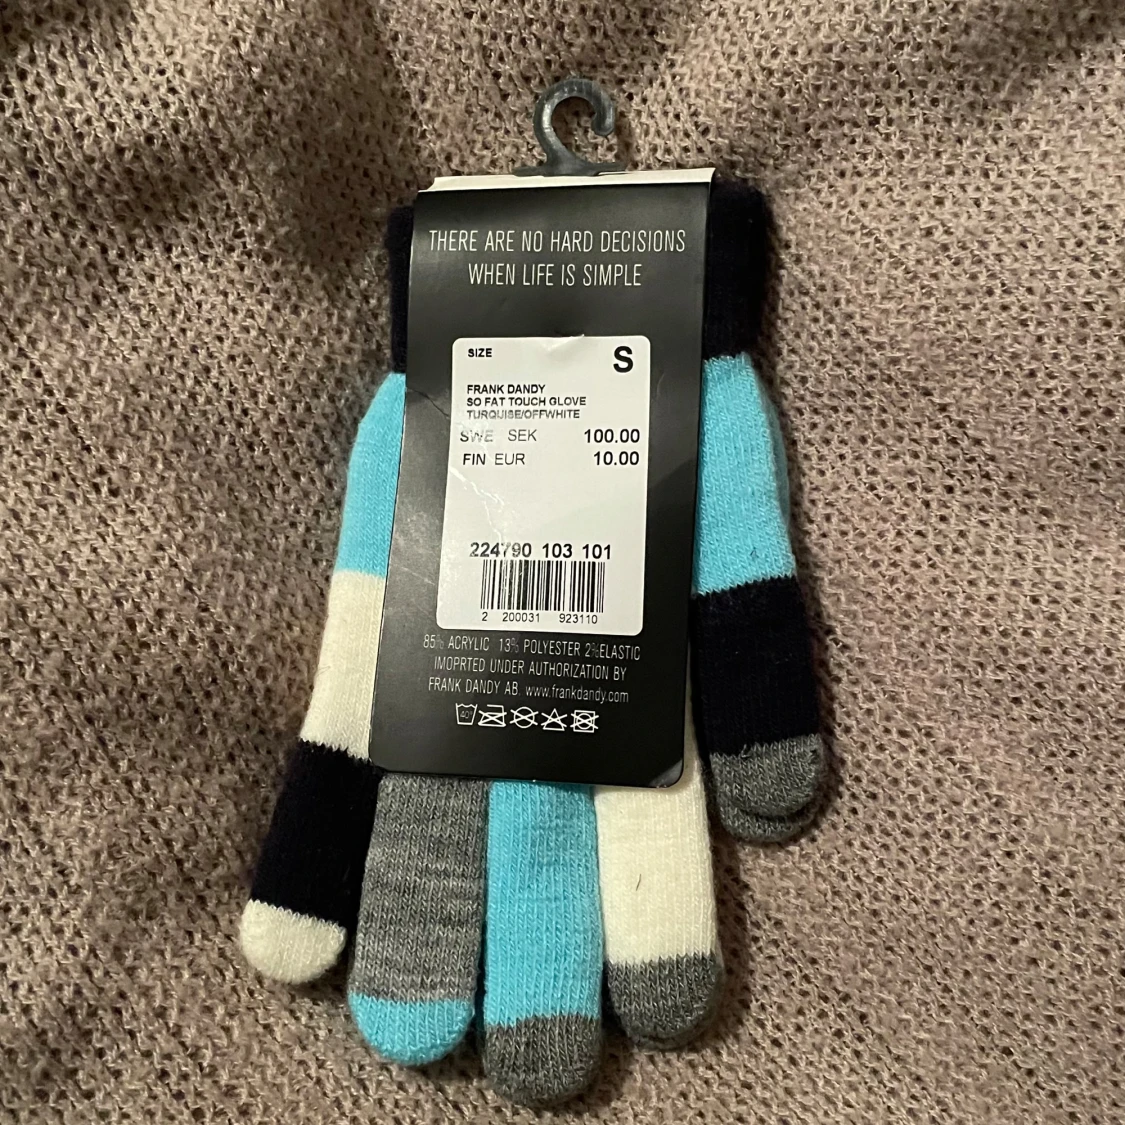 THERE ARE NO HARD DECISIONS
WHEN LIFE IS SIMPLE
SIZE S
FRANK DANDY
SO FAT TOUCH GLOVE
TURQUISE/OFFWHITE
SWE SEK 100.00
FIN EUR 10.00
224790 103 101
2 200031 923110
85% ACRYLIC 13% POLYESTER 2%ELASTIC
IMOPRTED UNDER AUTHORIZATION BY
FRANK DANDY AB. www.frankdandy.com
40°